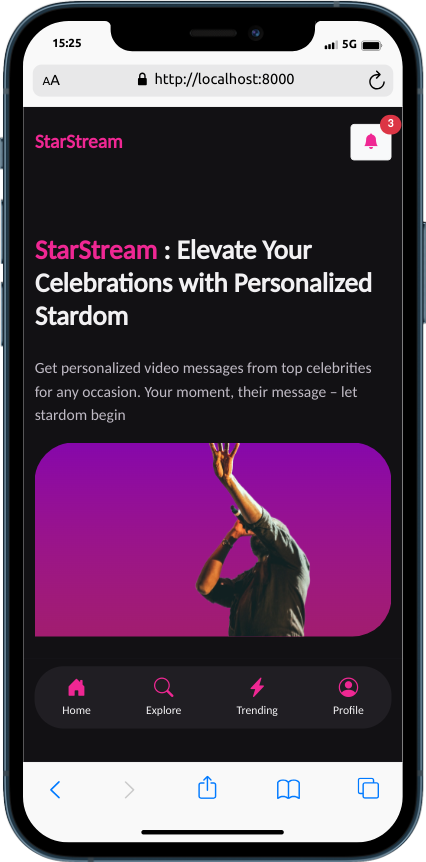 15:25 5G
AA http://localhost:8000
StarStream 3
StarStream : Elevate Your
Celebrations with Personalized
Stardom
Get personalized video messages from top celebrities
for any occasion. Your moment, their message – let
stardom begin
Home Explore Trending Profile